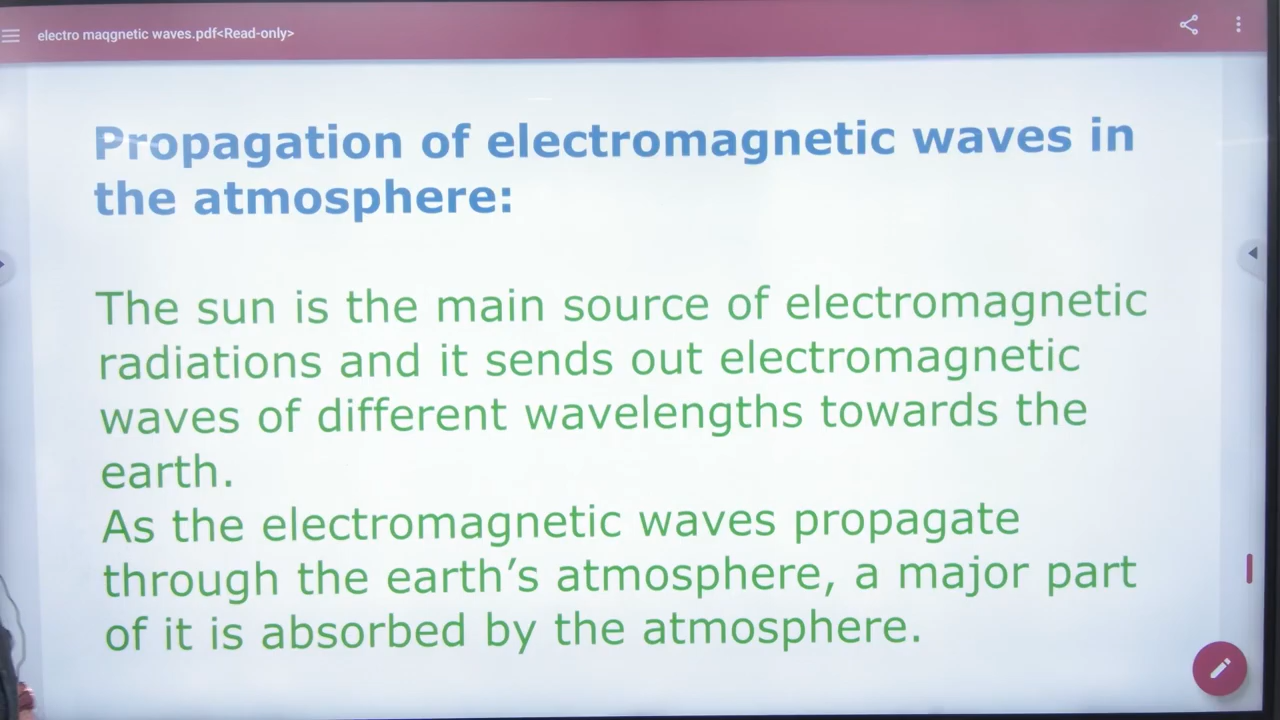 electro maqgnetic waves.pdf<Read-only>
Propagation of electromagnetic waves in
the atmosphere:
The sun is the main source of electromagnetic
radiations and it sends out electromagnetic
waves of different wavelengths towards the
earth.
As the electromagnetic waves propagate
through the earth’s atmosphere, a major part
of it is absorbed by the atmosphere.